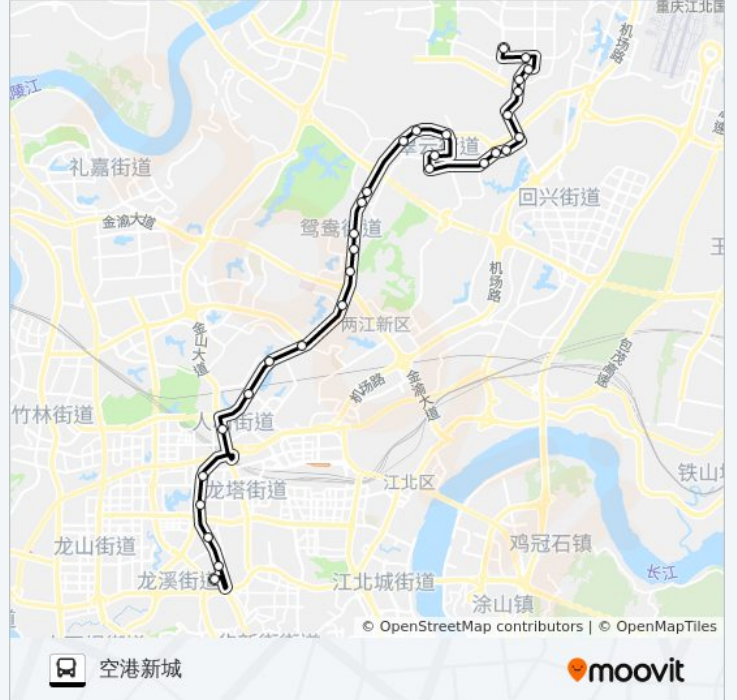 重庆江北国
机场路
陵江
礼嘉街道
回兴街道
金渝大道
鸳鸯街道
机场路
两江新区
金山大道
包茂高速
机场路
金渝大道
竹林街道
人和街道
铁山
龙塔街道
江北区
龙山街道
鸡冠石镇
长江
龙溪街道
江北城街道
涂山镇
© OpenStreetMap contributors | © OpenMapTiles
空港新城
moovit